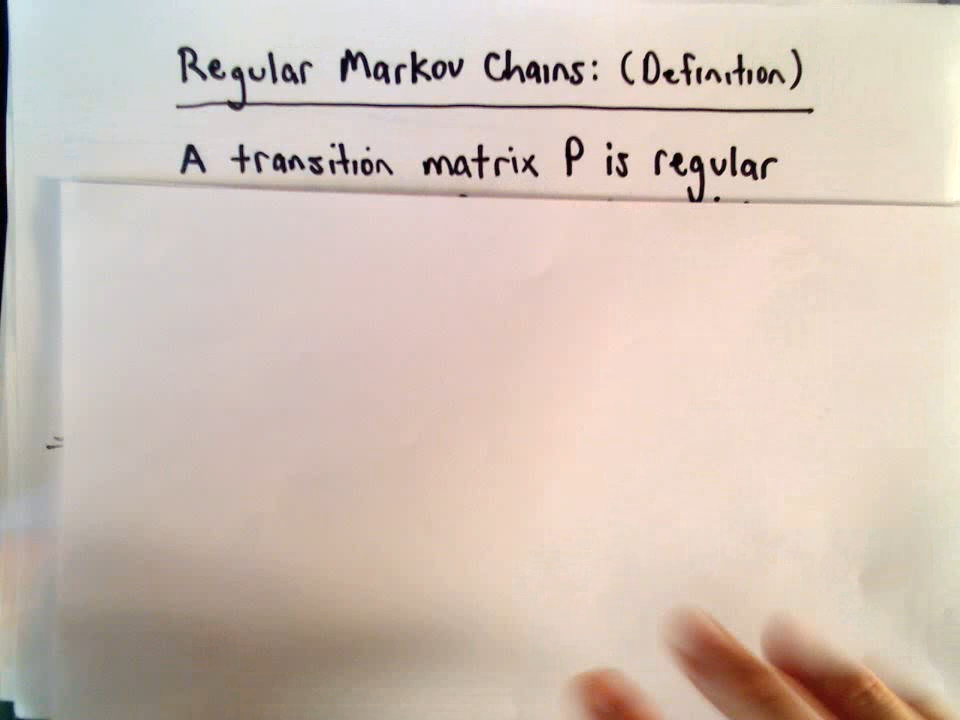 Regular Markov Chains: (Definition)
A transition matrix P is regular